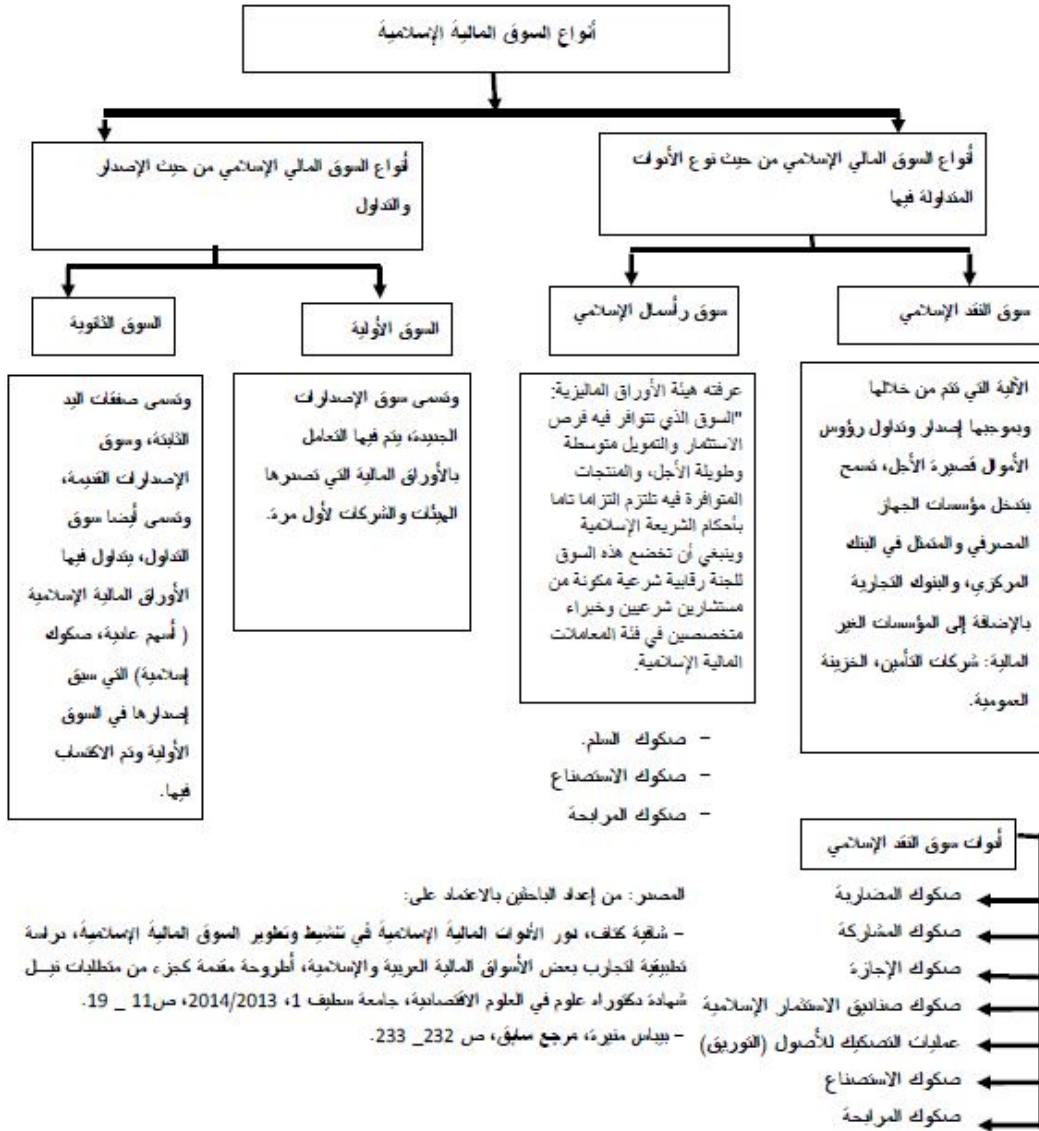 أنواع السوق المالية الإسلامية
أنواع السوق المالي الإسلامي من حيث نوع الأدوات
المتداولة فيها
أنواع السوق المالي الإسلامي من حيث الإصدار
والتداول
سوق النقد الإسلامي
سوق رأسمال الإسلامي
السوق الأولية
السوق الثانوية
الآلية التي تتم من خلالها
وبموجبها إصدار وتداول رؤوس
الأموال قصيرة الأجل، تسمح
بتدخل مؤسسات الجهاز
المصرفي والمتمثل في البنك
المركزي، والبنوك التجارية
بالإضافة إلى المؤسسات الغير
المالية: شركات التأمين، الخزينة
العمومية.
عرفته هيئة الأوراق الماليزية:
"السوق الذي تتوافر فيه فرص
الاستثمار والتمويل متوسطة
وطويلة الأجل، والمنتجات
المتوافرة فيه تلتزم التزاما تاما
بأحكام الشريعة الإسلامية
وينبغي أن تخضع هذه السوق
للجنة رقابية شرعية مكونة من
مستشارين شرعيين وخبراء
متخصصين في فئة المعاملات
المالية الإسلامية.
وتسمى سوق الإصدارات
الجديدة، يتم فيها التعامل
بالأوراق المالية التي تصدرها
الهيئات والشركات لأول مرة.
وتسمى صفقات اليد
الثانية، وسوق
الإصدارات القديمة،
وتسمى أيضا سوق
التداول، يتداول فيها
الأوراق المالية الإسلامية
( أسهم عادية، صكوك
إسلامية) التي سبق
إصدارها في السوق
الأولية وتم الاكتساب
فيها.
– صكوك السلم.
– صكوك الاستصناع
– صكوك المرابحة
أدوات سوق النقد الإسلامي
صكوك المضاربة
صكوك المشاركة
صكوك الإجازة
صكوك صناديق الاستثمار الإسلامية
عمليات التصكيك للأصول (التوريق)
صكوك الاستصناع
صكوك المرابحة
المصدر: من إعداد الباحثين بالاعتماد على:
– شافية كتاف، دور الأدوات المالية الإسلامية في تنشيط وتطوير السوق المالية الإسلامية، دراسة
تطبيقية لتجارب بعض الأسواق المالية العربية والإسلامية، أطروحة مقدمة كجزء من متطلبات نيل
شهادة دكتوراه علوم في العلوم الاقتصادية، جامعة سطيف 1، 2014/2013، ص11 _ 19.
– بيباس منيرة، مرجع سابق، ص 232_ 233.